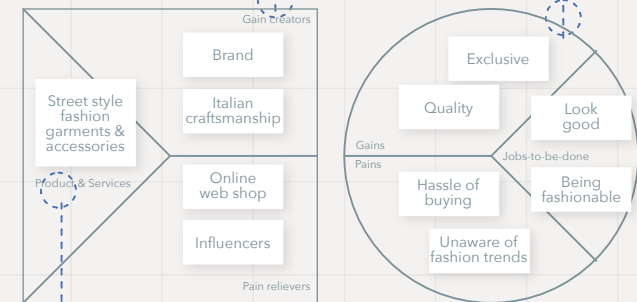 Gain creators
Brand
Italian
craftsmanship
Street style
fashion
garments &
accessories
Product & Services
Online
web shop
Influencers
Pain relievers
Exclusive
Quality
Gains
Pains
Look
good
Jobs-to-be-done
Being
fashionable
Hassle of
buying
Unaware of
fashion trends